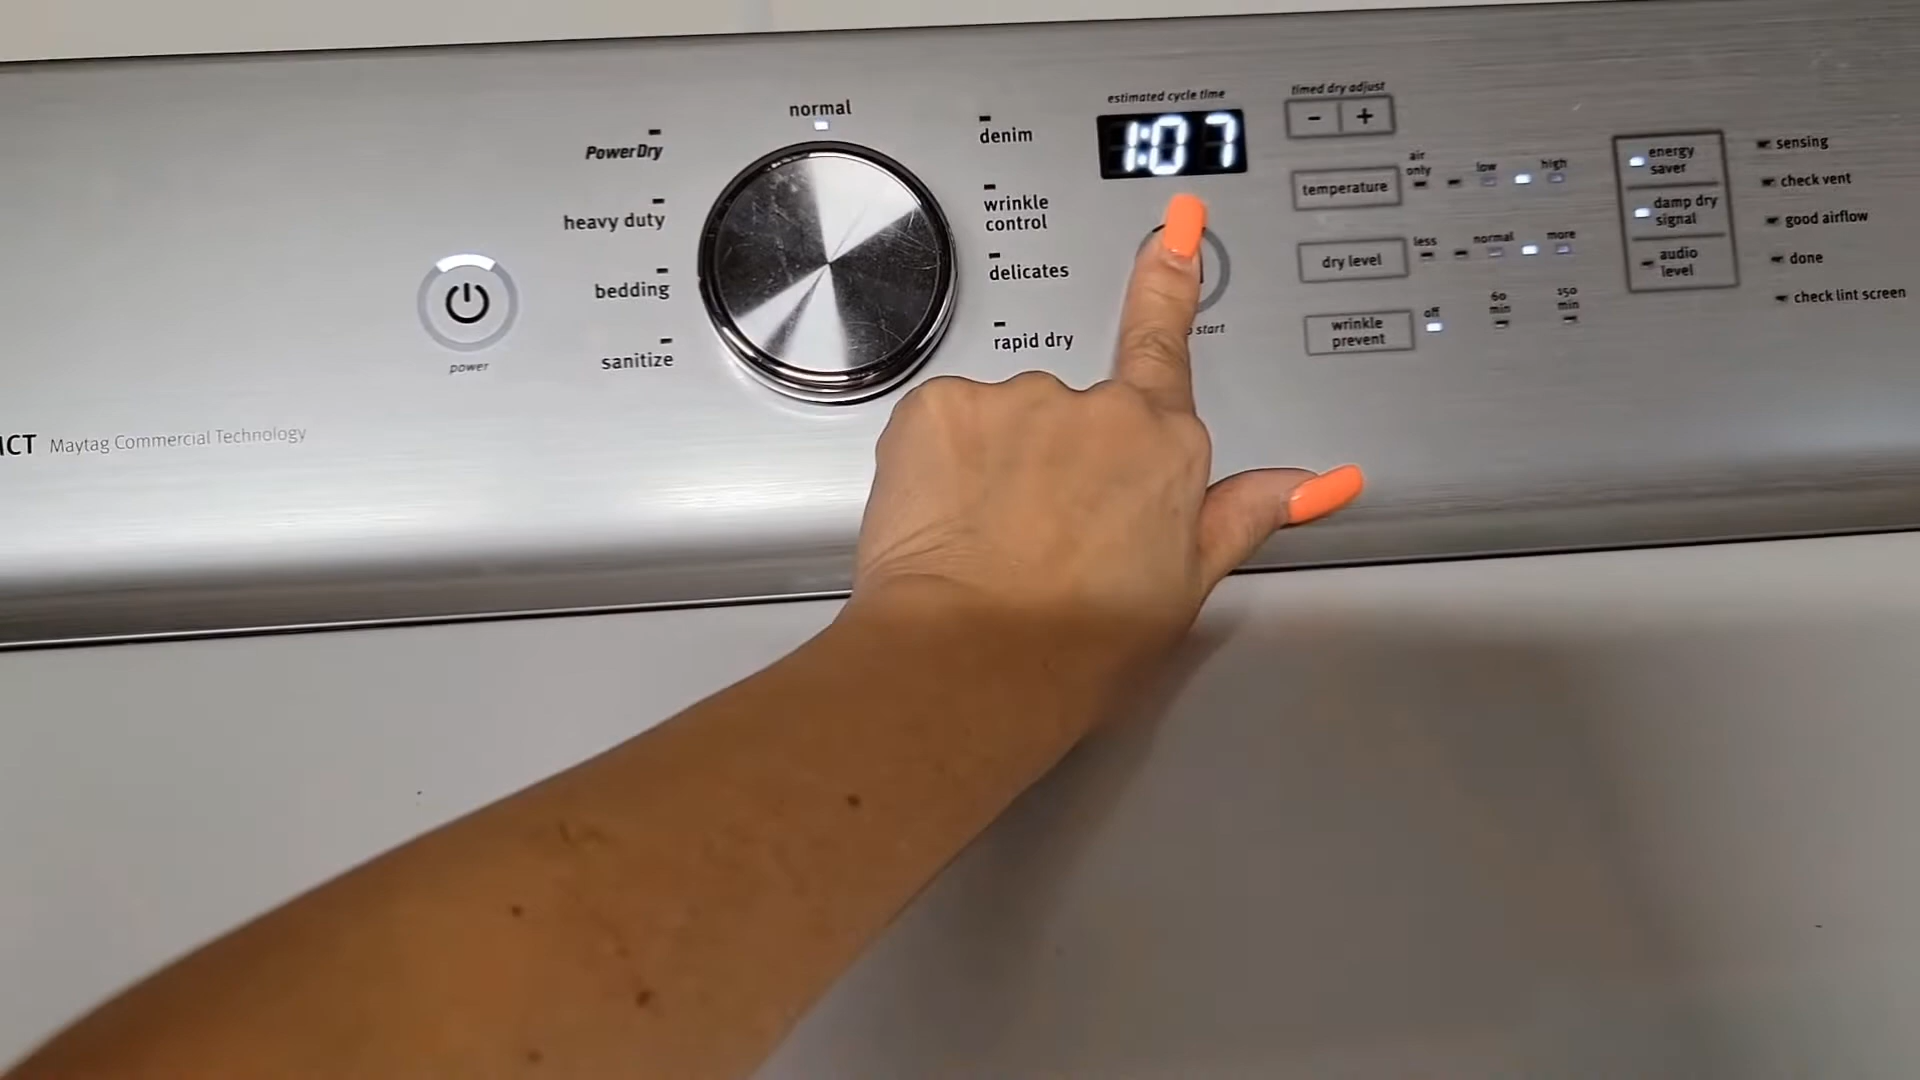 normal
PowerDry
heavy duty
bedding
sanitize
power
Maytag Commercial Technology
denim
wrinkle
control
delicates
rapid dry
estimated cycle time
1:07
start
timed dry adjust
- +
temperature
air
only
low
high
dry level
less
normal
more
wrinkle
prevent
off
60
min
150
min
energy
saver
damp dry
signal
audio
level
sensing
check vent
good airflow
done
check lint screen